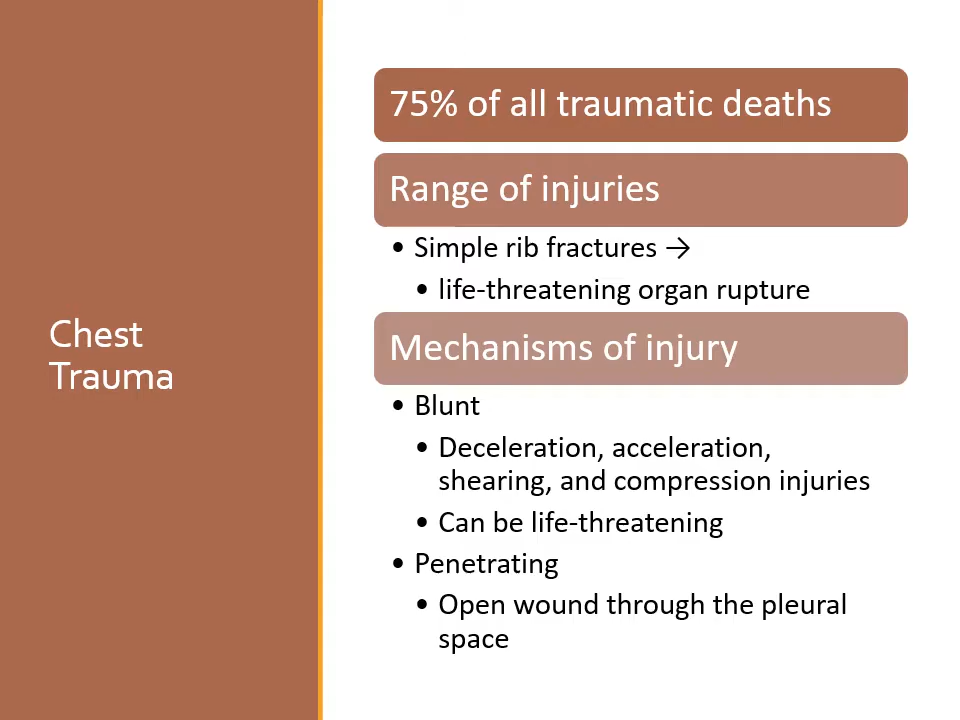 Chest
Trauma
75% of all traumatic deaths
Range of injuries
• Simple rib fractures →
• life-threatening organ rupture
Mechanisms of injury
• Blunt
• Deceleration, acceleration,
shearing, and compression injuries
• Can be life-threatening
• Penetrating
• Open wound through the pleural
space